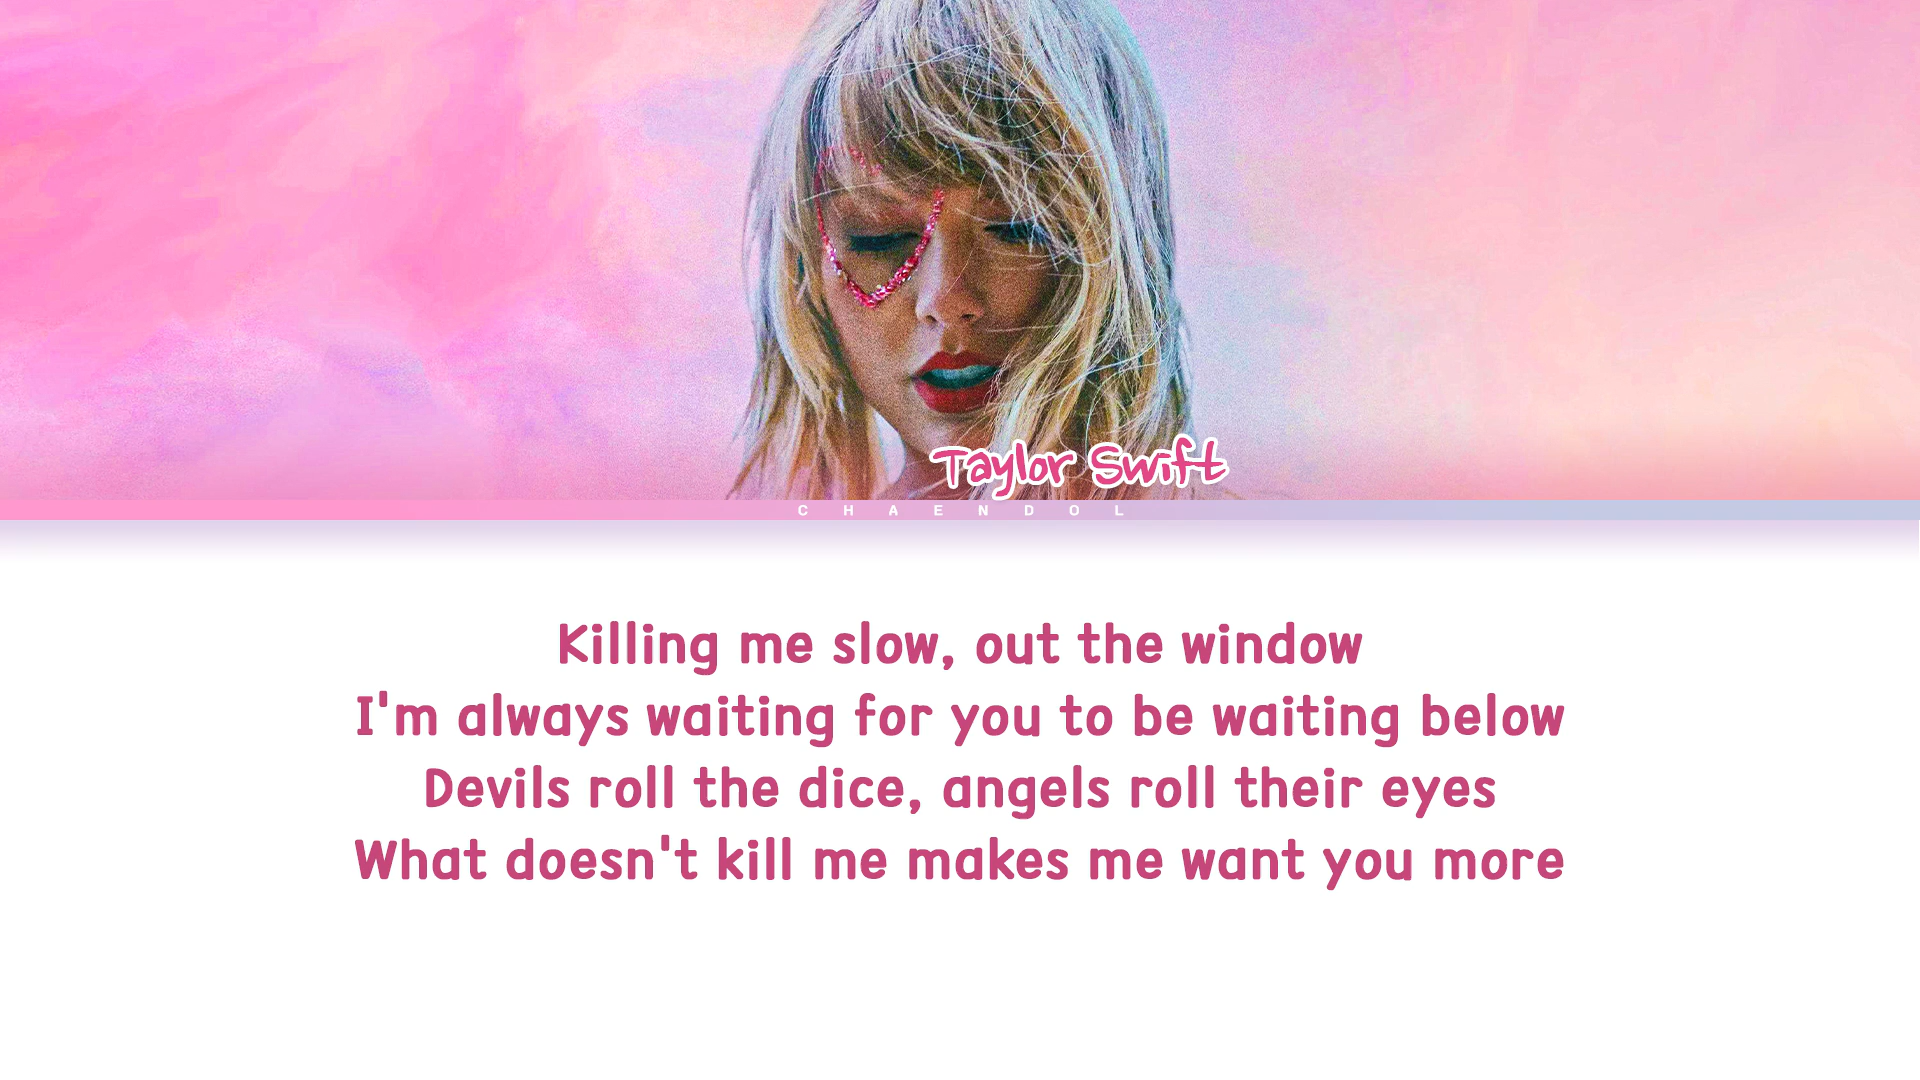 Taylor Swift
CHAENDOL
Killing me slow, out the window
I'm always waiting for you to be waiting below
Devils roll the dice, angels roll their eyes
What doesn't kill me makes me want you more